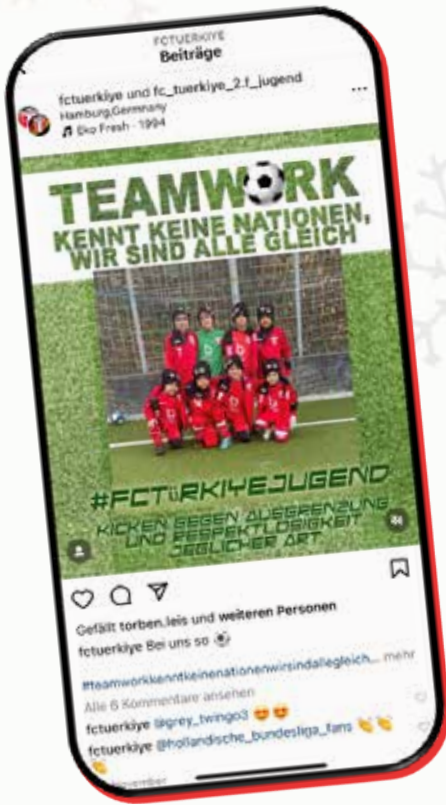 FCTUERKIYE
Beiträge
fctuerkiye und fc_tuerkiye_2.f_jugend
Hamburg,Germnany
Eko Fresh · 1994
TEAMWORK
KENNT KEINE NATIONEN,
WIR SIND ALLE GLEICH
#FCTÜRKIYEJUGEND
KICKEN GEGEN AUSGRENZUNG
UND RESPEKTLOSIGKEIT
JEGLICHER ART.
Gefällt torben.leis und weiteren Personen
fctuerkiye Bei uns so
#teamworkkenntkeinenationenwirsindallegleich... mehr
Alle 6 Kommentare ansehen
fctuerkiye @grey_twingo3 😍 😍
fctuerkiye @hollandische_bundesliga_fans 👏 👏
👏
November